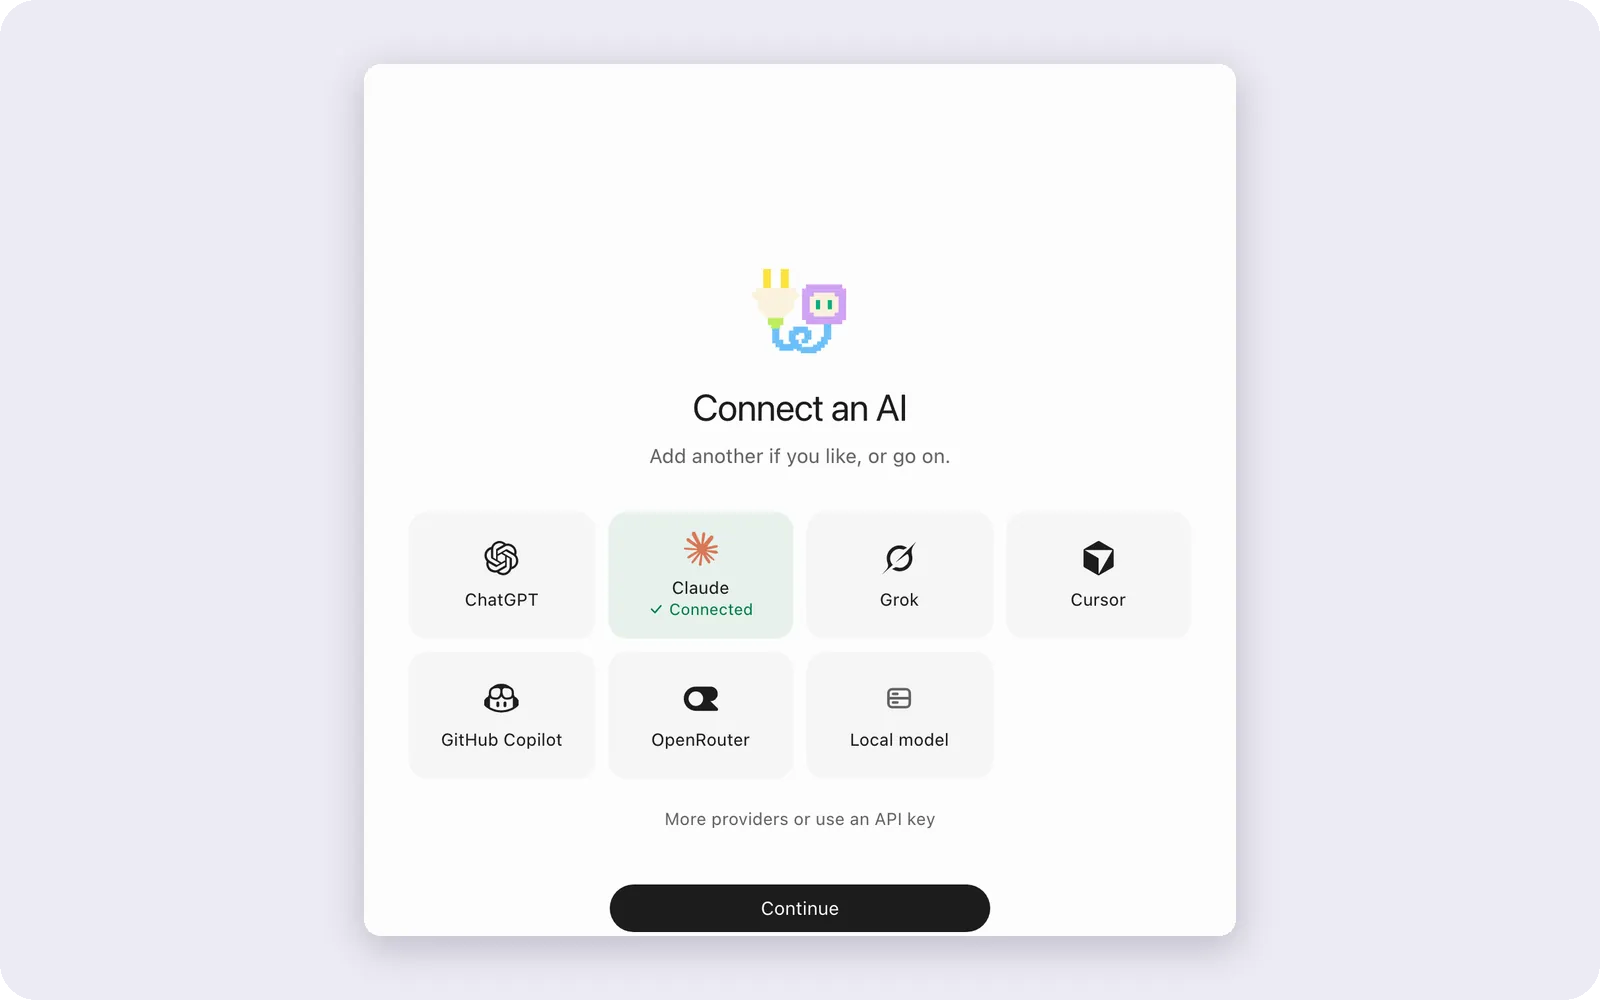 Connect an AI
Add another if you like, or go on.
ChatGPT
Claude
Connected
Grok
Cursor
GitHub Copilot
OpenRouter
Local model
More providers or use an API key
Continue